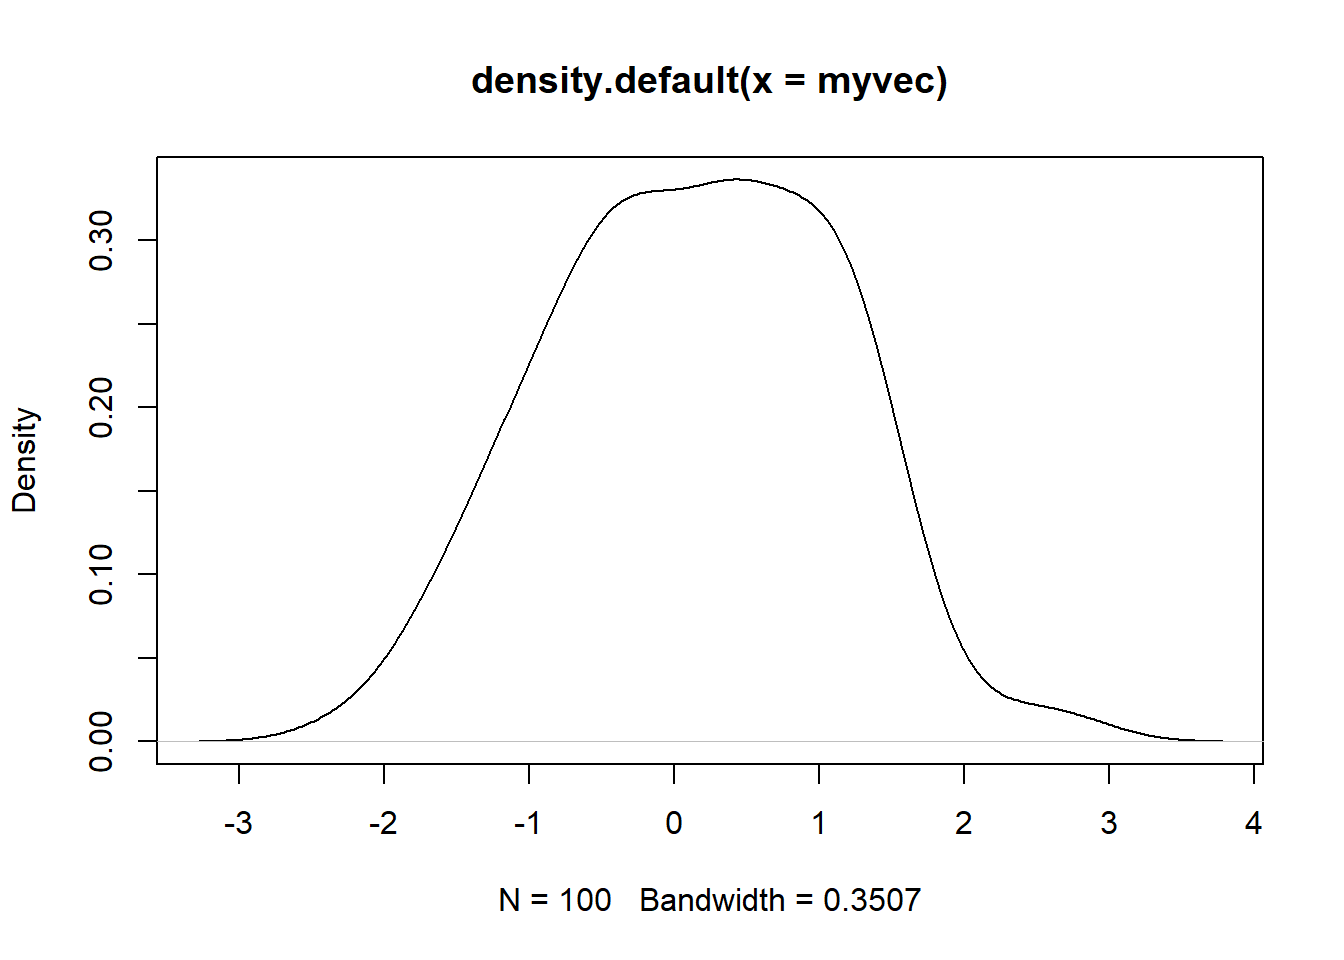 density.default(x = myvec)
Density
0.30
0.20
0.10
0.00
-3 -2 -1 0 1 2 3 4
N = 100 Bandwidth = 0.3507